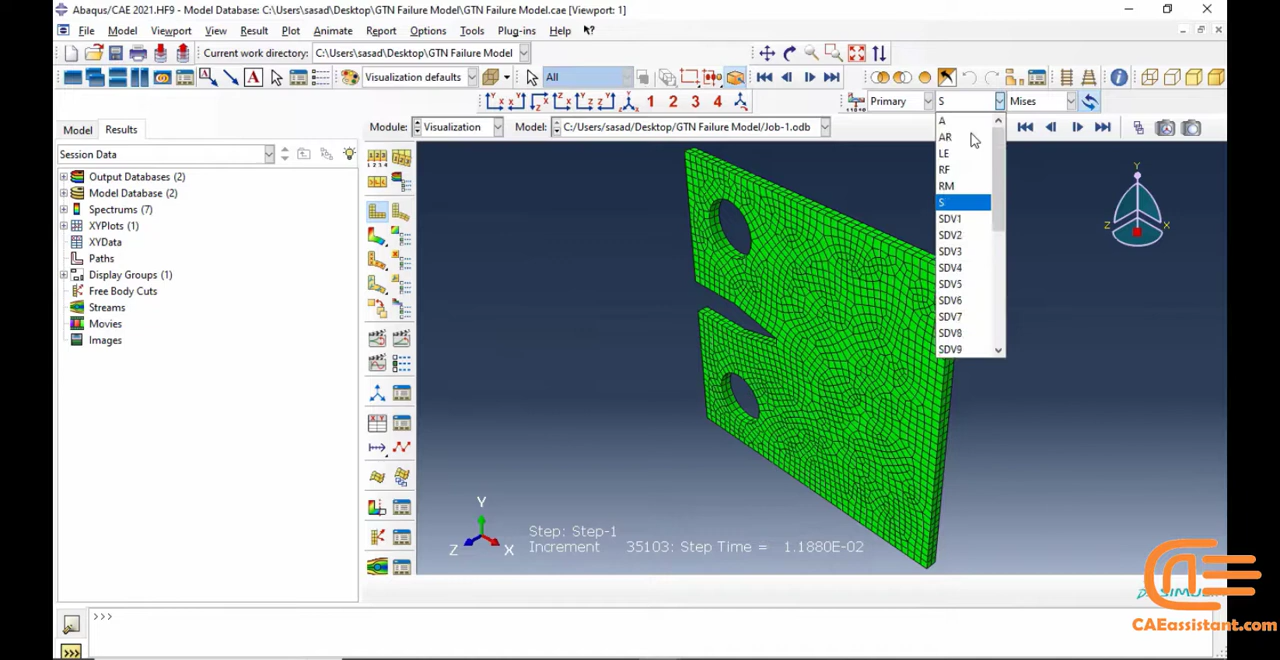 Abaqus/CAE 2021.HF9 - Model Database: C:\Users\sasad\Desktop\GTN Failure Model\GTN Failure Model.cae [Viewport: 1]
File Model Viewport View Result Plot Animate Report Options Tools Plug-ins Help
Current work directory: C:\Users\sasad\Desktop\GTN Failure Model
A Visualization defaults All
1 2 3 4 Primary S Mises
Model Results Module: Visualization Model: C:/Users/sasad/Desktop/GTN Failure Model/Job-1.odb
Session Data
Output Databases (2)
Model Database (2)
Spectrums (7)
XYPlots (1)
XYData
Paths
Display Groups (1)
Free Body Cuts
Streams
Movies
Images
A
AR
LE
RF
RM
S
SDV1
SDV2
SDV3
SDV4
SDV5
SDV6
SDV7
SDV8
SDV9
Y
Z X
Y
Z X
Step: Step-1
Increment 35103: Step Time = 1.1880E-02
CAEassistant.com
>>>